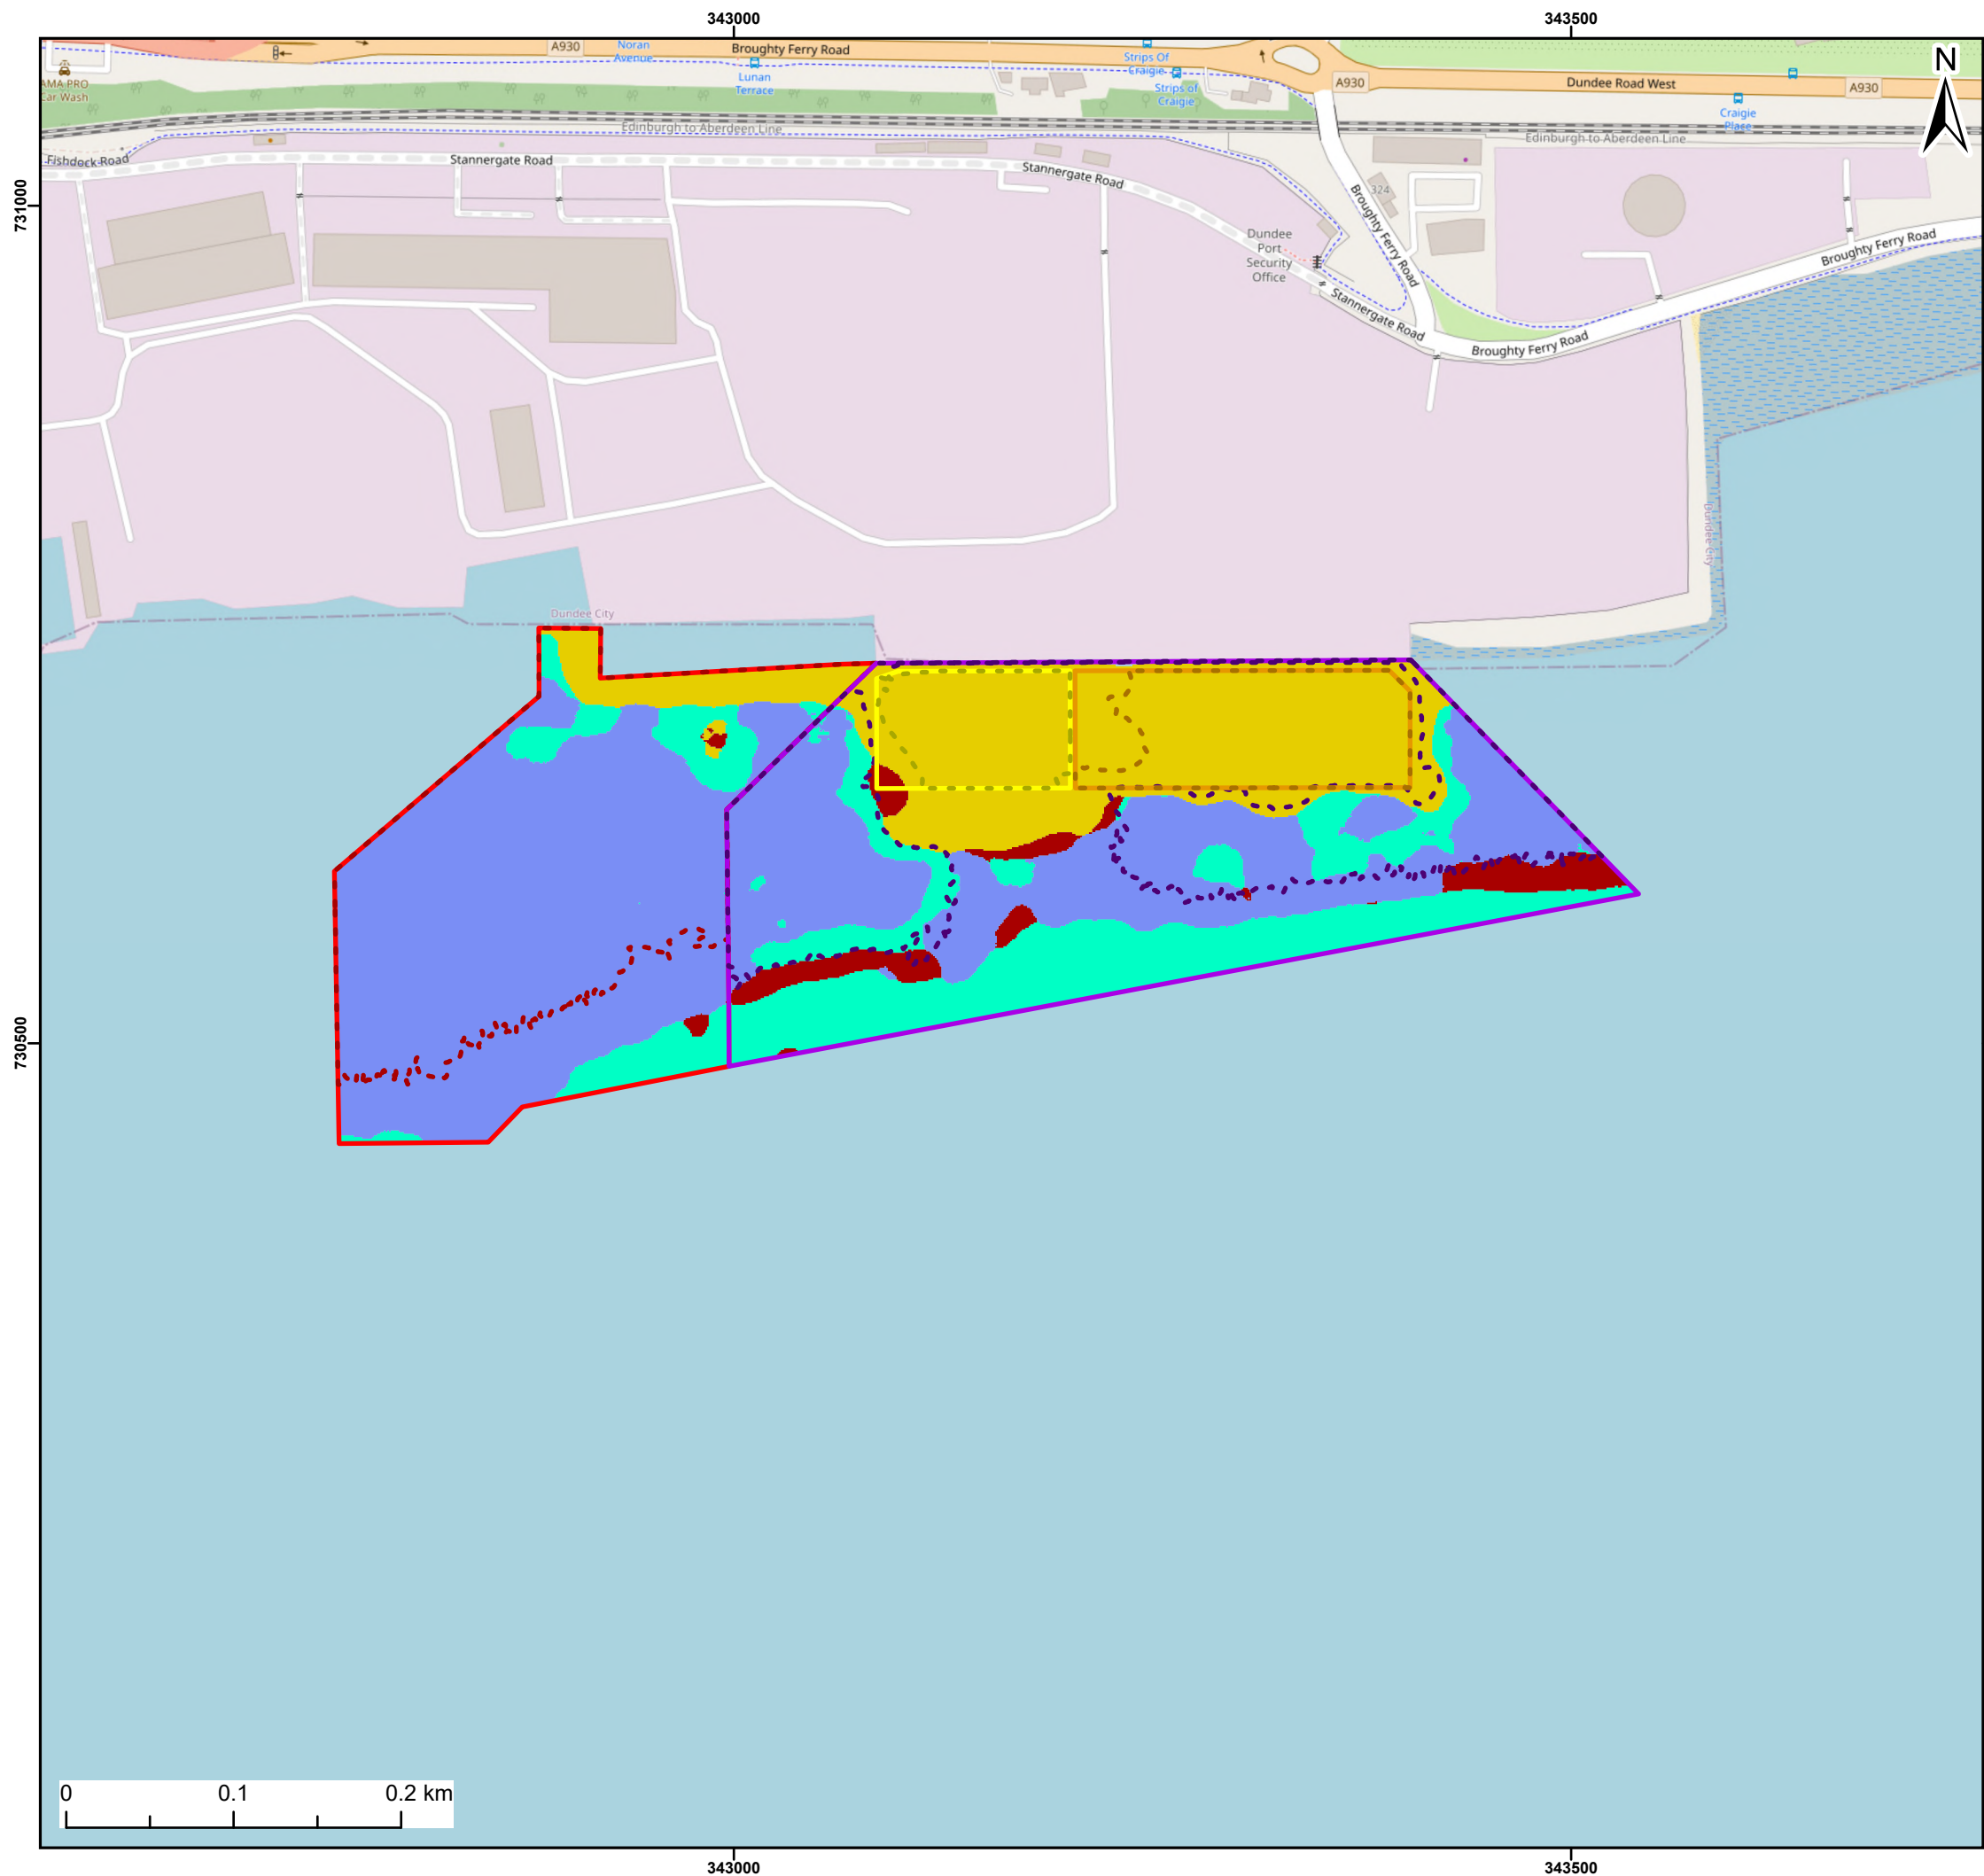 343000
343500
A930
Noran
Avenue
Broughty Ferry Road
Lunan
Terrace
Strips Of
Craigie
Strips of
Craigie
A930
Dundee Road West
A930
Craigie
Place
AMA PRO
Car Wash
N
Edinburgh to Aberdeen Line
Edinburgh to Aberdeen Line
Fishdock Road
Stannergate Road
Stannergate Road
324
Broughty Ferry Road
731000
Dundee
Port
Security
Office
Stannergate Road
Broughty Ferry Road
Broughty Ferry Road
Dundee City
Dundee City
730500
0
0.1
0.2 km
343000
343500